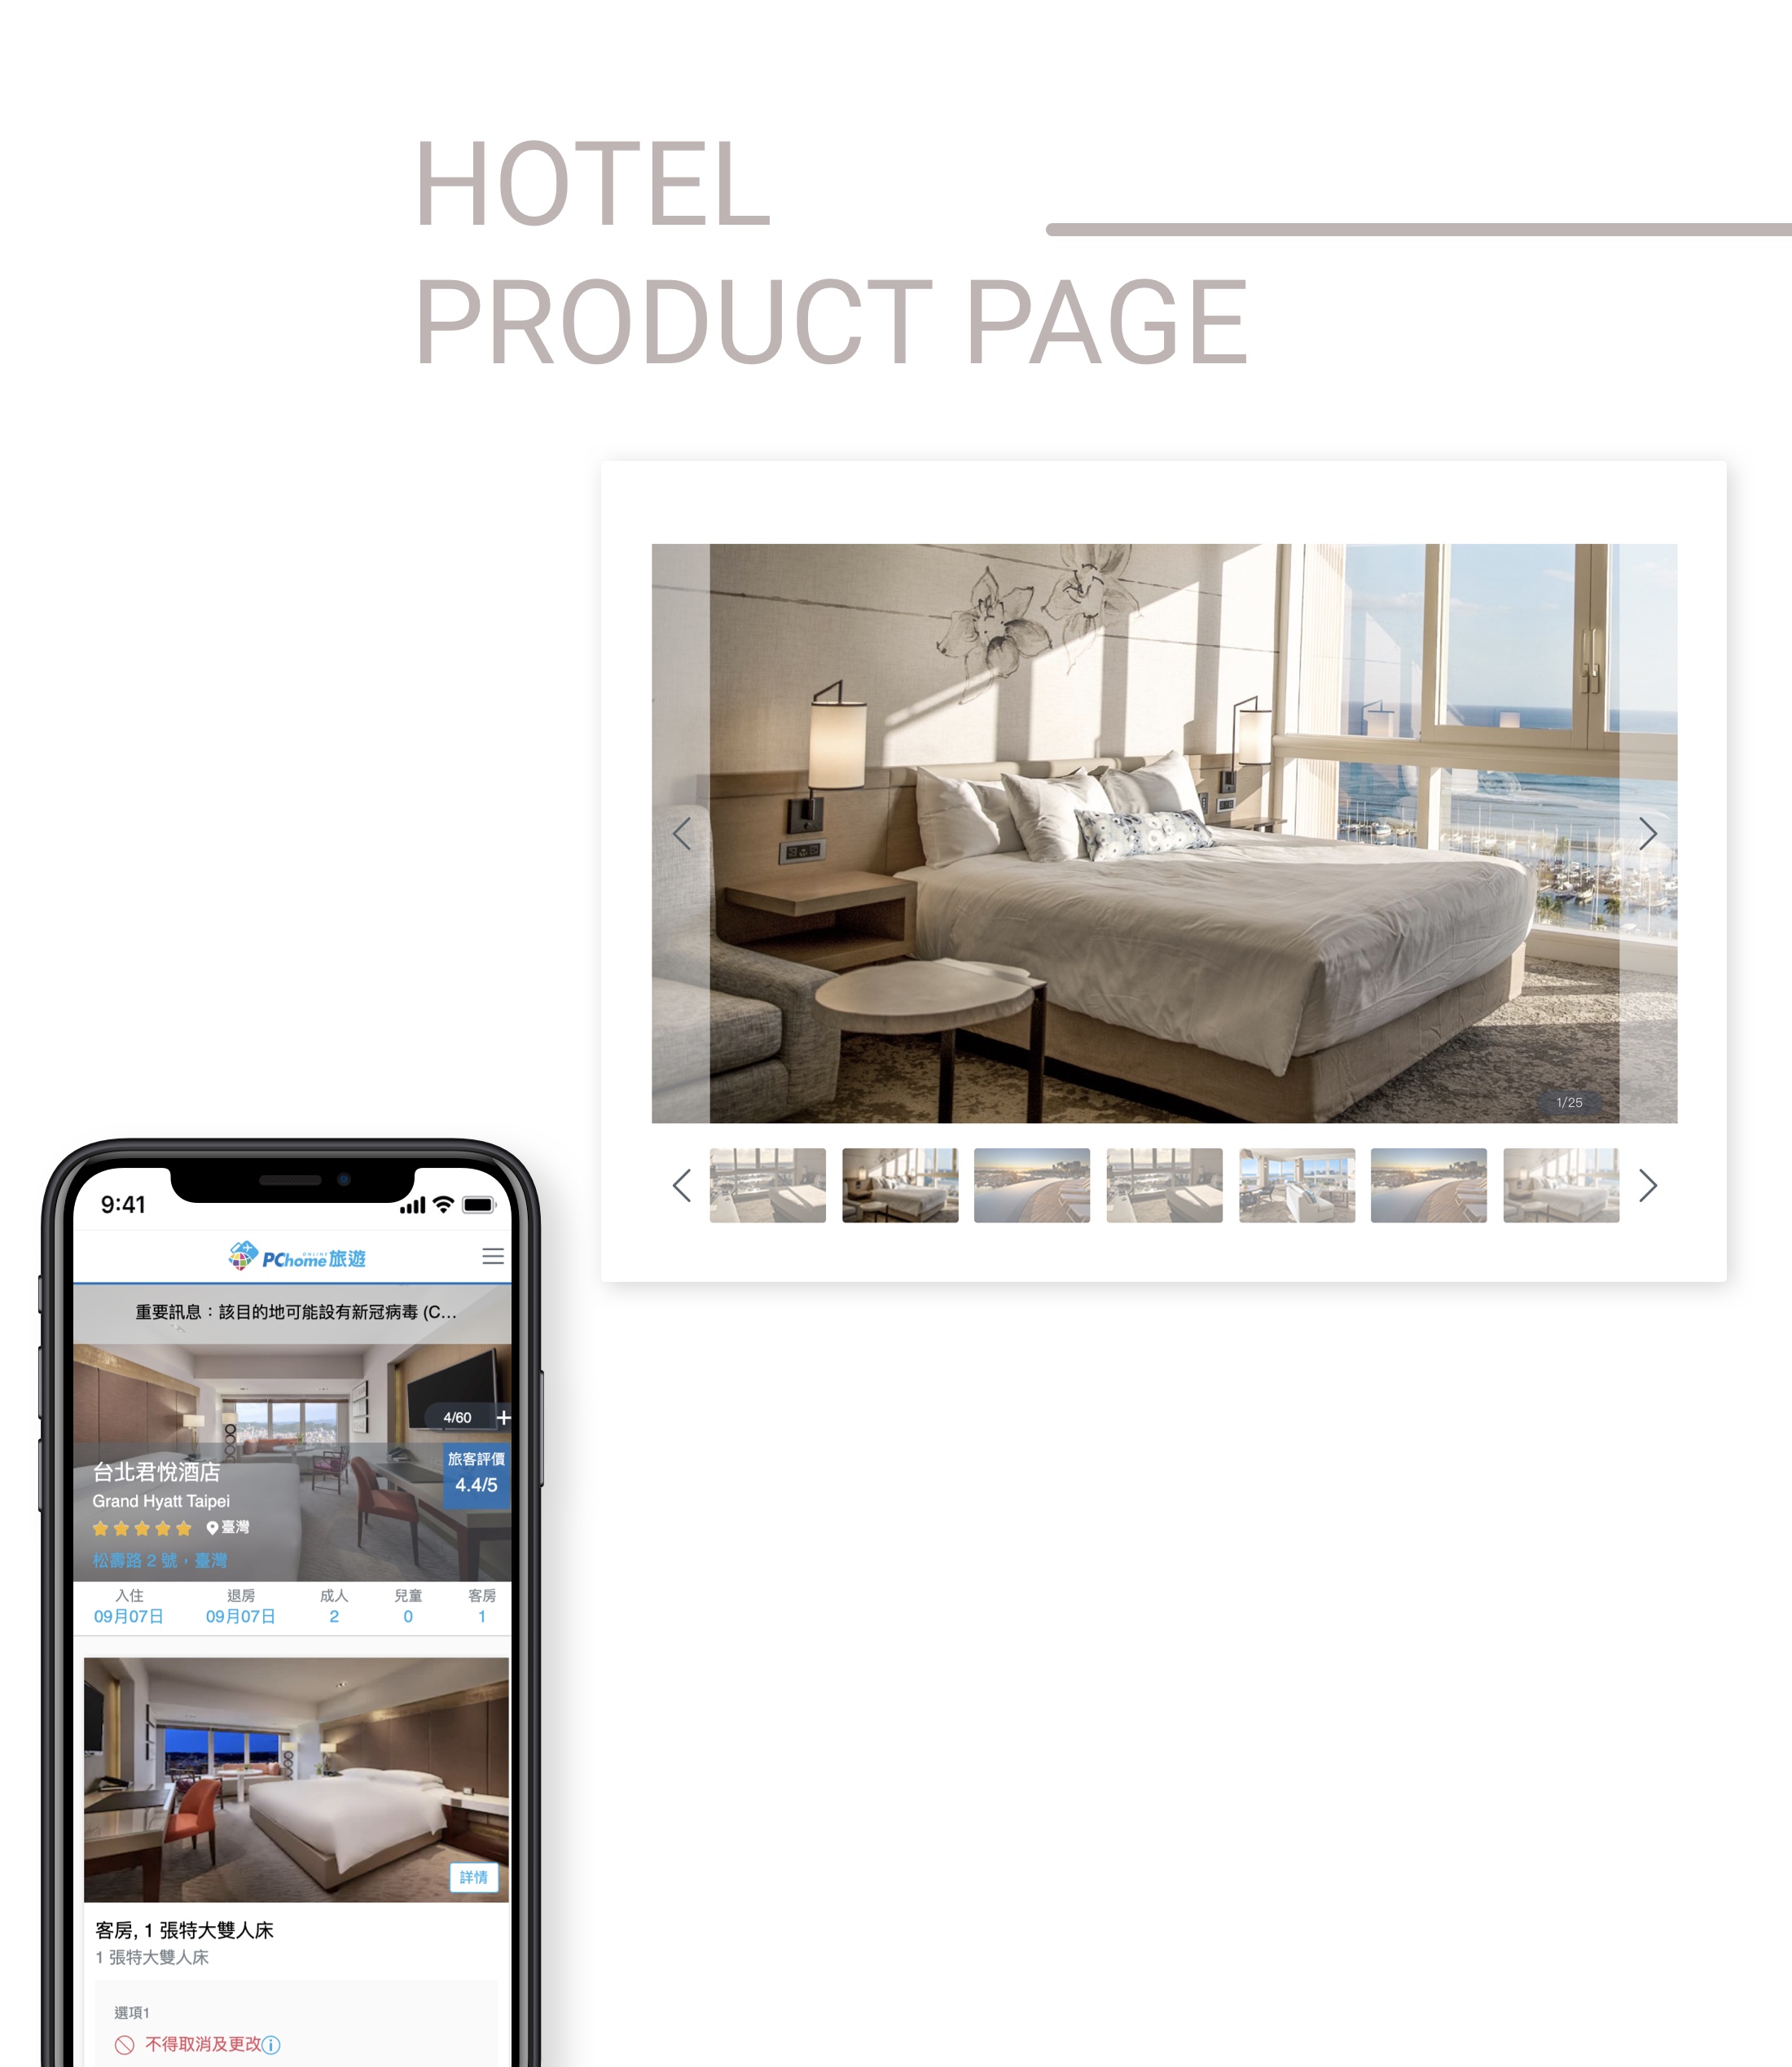 HOTEL
PRODUCT PAGE
1/25
9:41
PChome ONLINE 旅遊
重要訊息：該目的地可能設有新冠病毒 (C...
4/60 +
旅客評價
4.4/5
台北君悅酒店
Grand Hyatt Taipei
臺灣
松壽路 2 號，臺灣
入住 退房 成人 兒童 客房
09月07日 09月07日 2 0 1
詳情
客房, 1 張特大雙人床
1 張特大雙人床
選項1
不得取消及更改